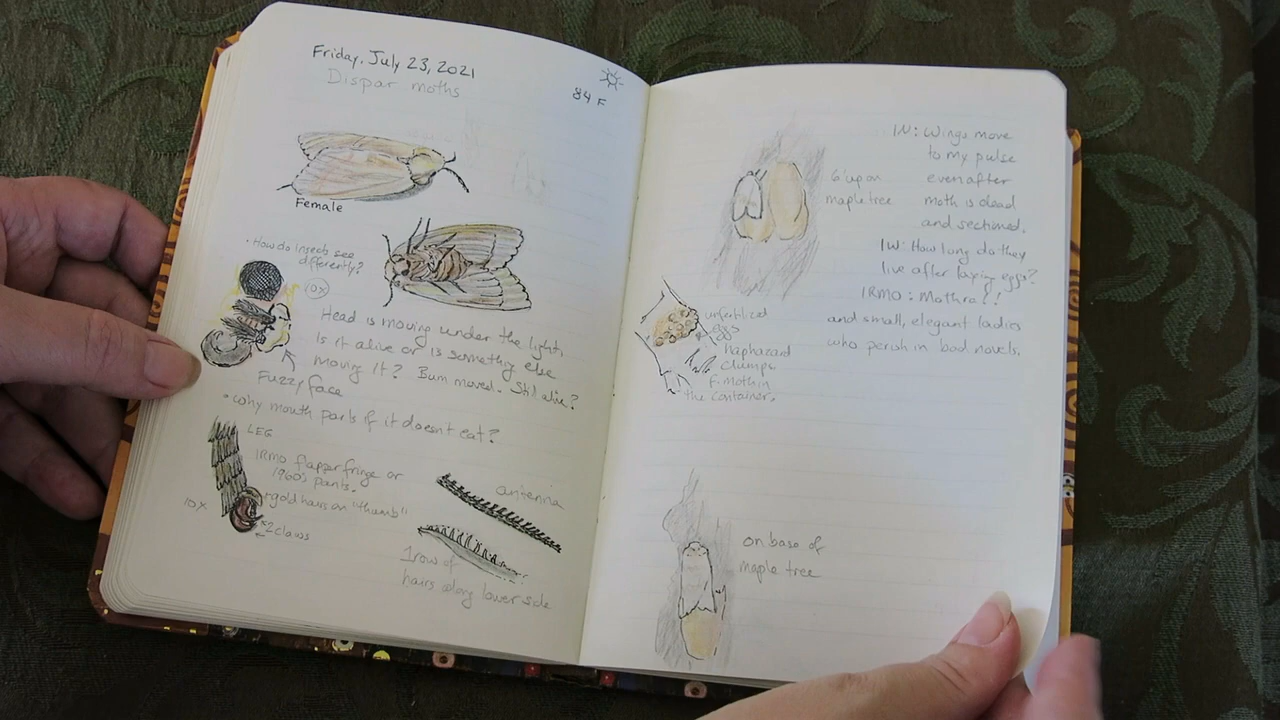 Friday, July 23, 2021
Dispar moths
84 F
Female
• How do insects see
differently?
10x
Head is moving under the light.
Is it alive or is something else
moving it? Bum moved. Still alive?
Fuzzy face
• Why mouth parts if it doesn't eat?
LEG
IRMO flapper fringe or
1960's pants.
gold hairs on "thumb"
10x
2 claws
antenna
1 row of
hairs along lower side
6' up on
maple tree
IN: Wings move
to my pulse
even after
moth is dead
and sectioned.
IW: How long do they
live after laying eggs?
IRMO: Mothra!!
and small, elegant ladies
who perish in bad novels.
unfertilized
eggs
Haphazard
clumps.
F. moth in
the container.
on base of
maple tree